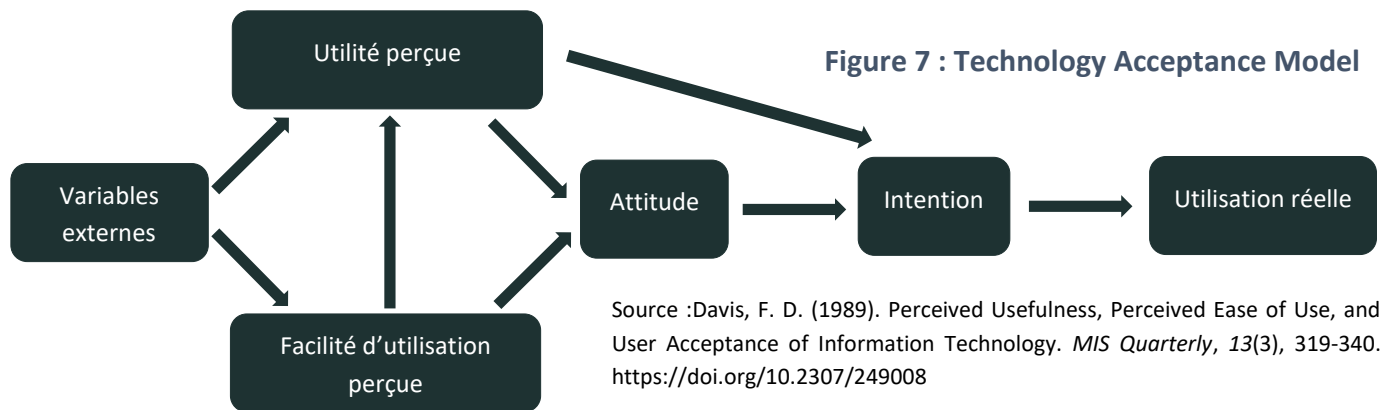 Utilité perçue
Figure 7 : Technology Acceptance Model
Variables
externes
Attitude
Intention
Utilisation réelle
Facilité d’utilisation
perçue
Source :Davis, F. D. (1989). Perceived Usefulness, Perceived Ease of Use, and
User Acceptance of Information Technology. MIS Quarterly, 13(3), 319-340.
https://doi.org/10.2307/249008